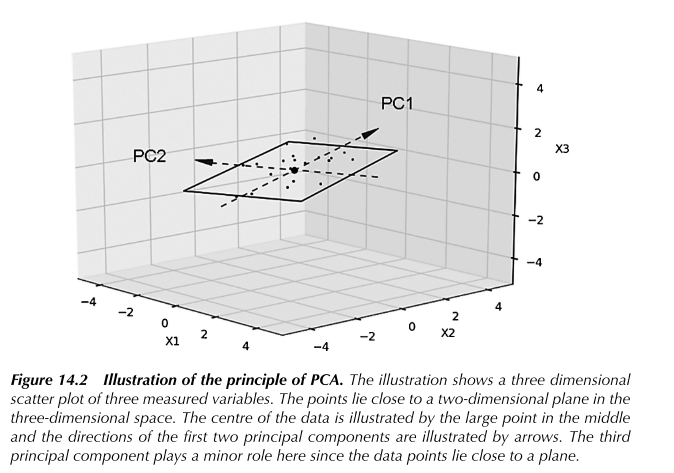 PC1
PC2
4
2
0
−2
−4
X3
−4
−2
0
2
4
X1
−4
−2
0
2
4
X2
Figure 14.2 Illustration of the principle of PCA. The illustration shows a three dimensional
scatter plot of three measured variables. The points lie close to a two-dimensional plane in the
three-dimensional space. The centre of the data is illustrated by the large point in the middle
and the directions of the first two principal components are illustrated by arrows. The third
principal component plays a minor role here since the data points lie close to a plane.